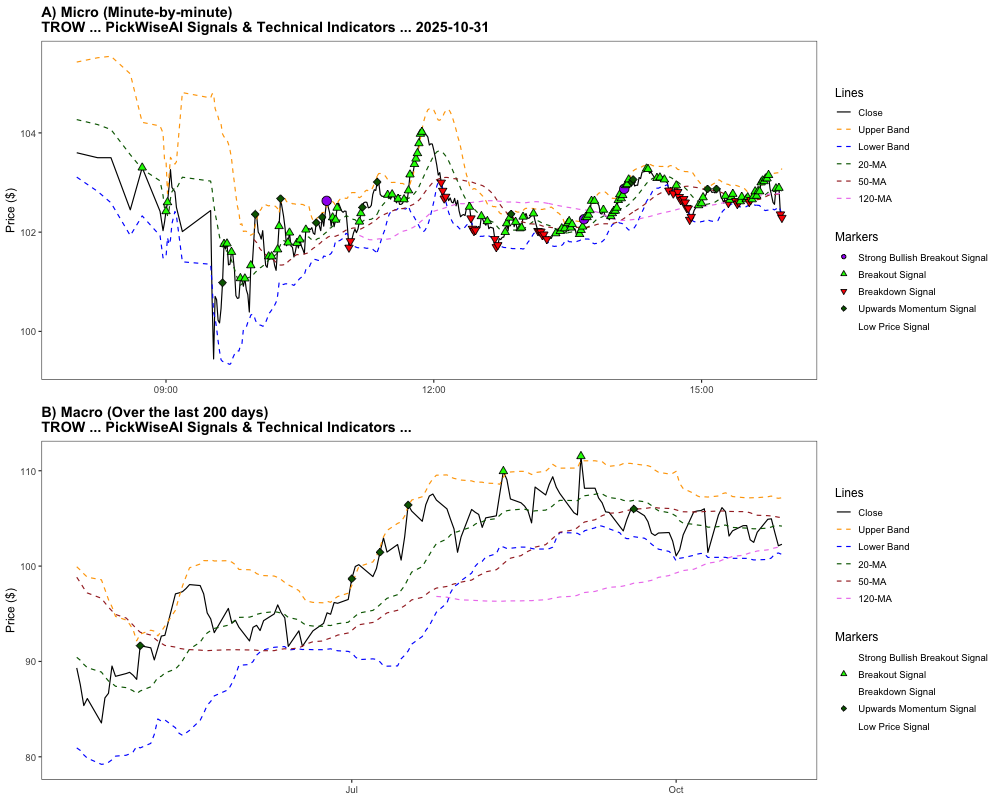 A) Micro (Minute-by-minute)
TROW ... PickWiseAI Signals & Technical Indicators ... 2025-10-31
Price ($)
104
102
100
09:00
12:00
15:00
Lines
Close
Upper Band
Lower Band
20-MA
50-MA
120-MA
Markers
Strong Bullish Breakout Signal
Breakout Signal
Breakdown Signal
Upwards Momentum Signal
Low Price Signal
B) Macro (Over the last 200 days)
TROW ... PickWiseAI Signals & Technical Indicators ...
Price ($)
110
100
90
80
Jul
Oct
Lines
Close
Upper Band
Lower Band
20-MA
50-MA
120-MA
Markers
Strong Bullish Breakout Signal
Breakout Signal
Breakdown Signal
Upwards Momentum Signal
Low Price Signal